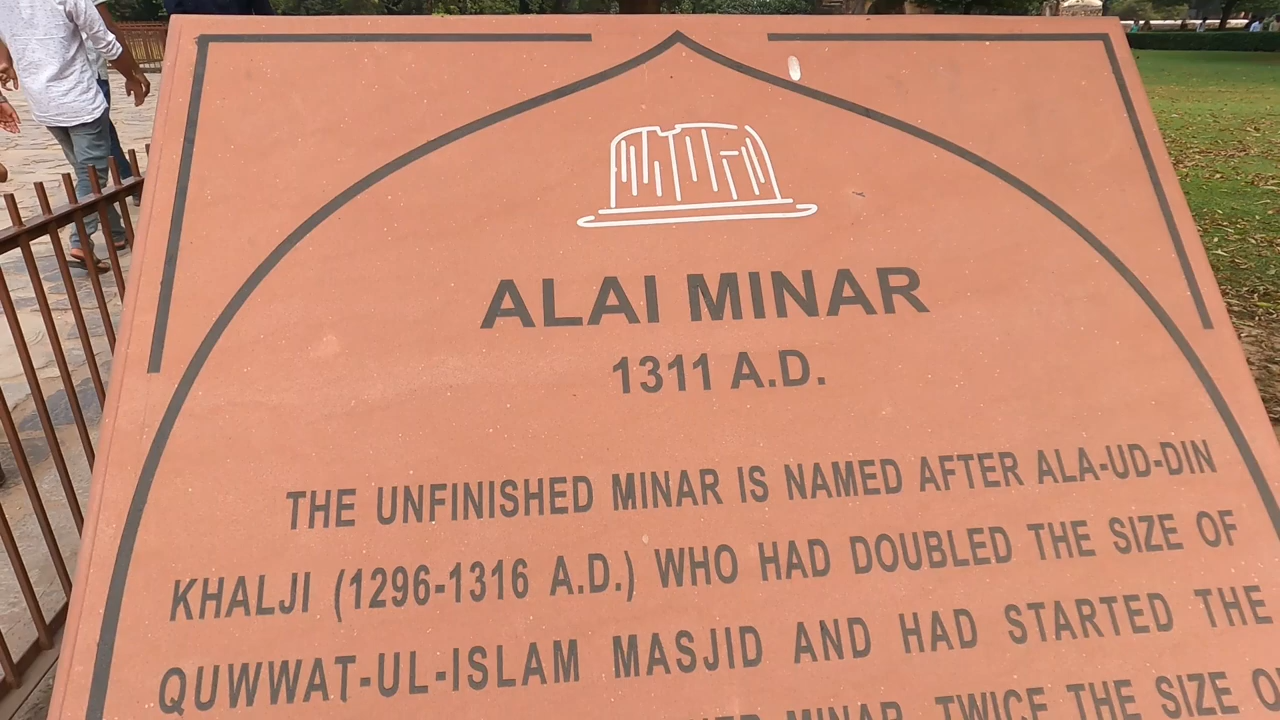 ALAI MINAR
1311 A.D.
THE UNFINISHED MINAR IS NAMED AFTER ALA-UD-DIN
KHALJI (1296-1316 A.D.) WHO HAD DOUBLED THE SIZE OF
QUWWAT-UL-ISLAM MASJID AND HAD STARTED THE
MINAR, TWICE THE SIZE